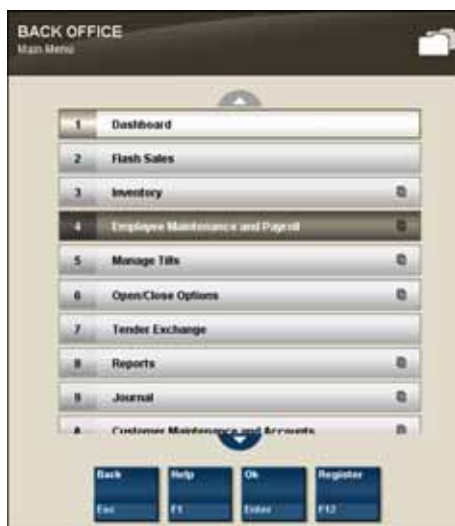 BACK OFFICE
Main Menu
1 Dashboard
2 Flash Sales
3 Inventory
4 Employee Maintenance and Payroll
5 Manage Tills
6 Open/Close Options
7 Tender Exchange
8 Reports
9 Journal
A Customer Maintenance and Accounts
Back Help Ok Register
Esc F1 Enter F12